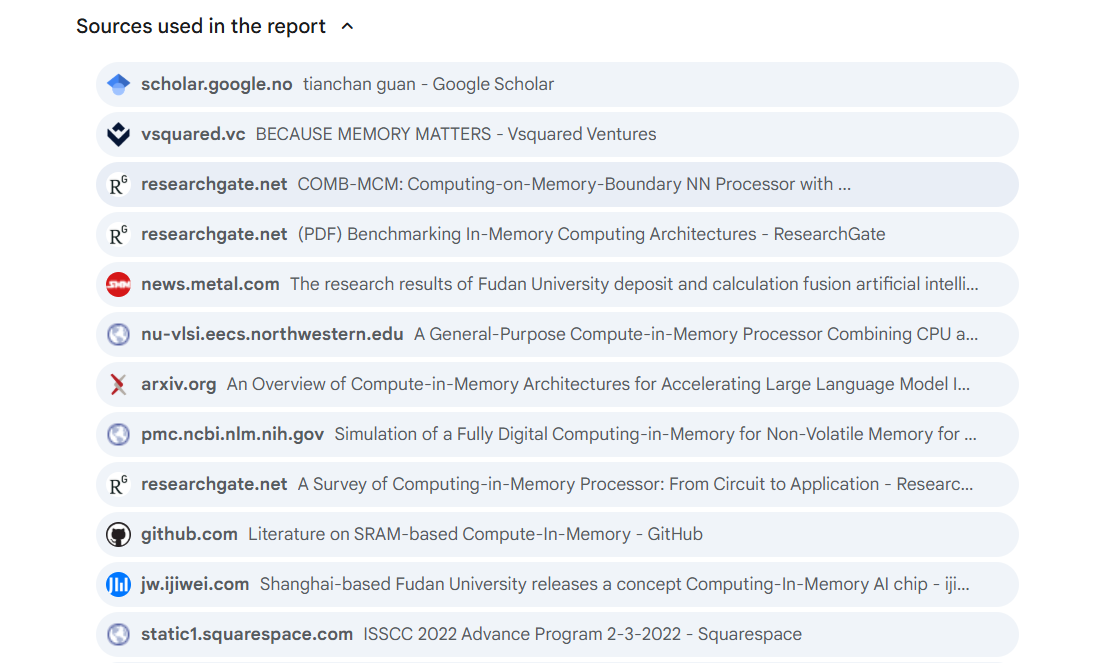 Sources used in the report
scholar.google.no tianchan guan - Google Scholar
vsquared.vc BECAUSE MEMORY MATTERS - Vsquared Ventures
researchgate.net COMB-MCM: Computing-on-Memory-Boundary NN Processor with ...
researchgate.net (PDF) Benchmarking In-Memory Computing Architectures - ResearchGate
news.metal.com The research results of Fudan University deposit and calculation fusion artificial intelli...
nu-vlsi.eecs.northwestern.edu A General-Purpose Compute-in-Memory Processor Combining CPU a...
arxiv.org An Overview of Compute-in-Memory Architectures for Accelerating Large Language Model I...
pmc.ncbi.nlm.nih.gov Simulation of a Fully Digital Computing-in-Memory for Non-Volatile Memory for ...
researchgate.net A Survey of Computing-in-Memory Processor: From Circuit to Application - Researc...
github.com Literature on SRAM-based Compute-In-Memory - GitHub
jw.ijiwei.com Shanghai-based Fudan University releases a concept Computing-In-Memory AI chip - iji...
static1.squarespace.com ISSCC 2022 Advance Program 2-3-2022 - Squarespace